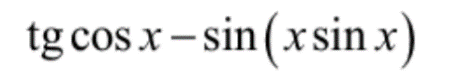 tg cos x – sin(x sin x)